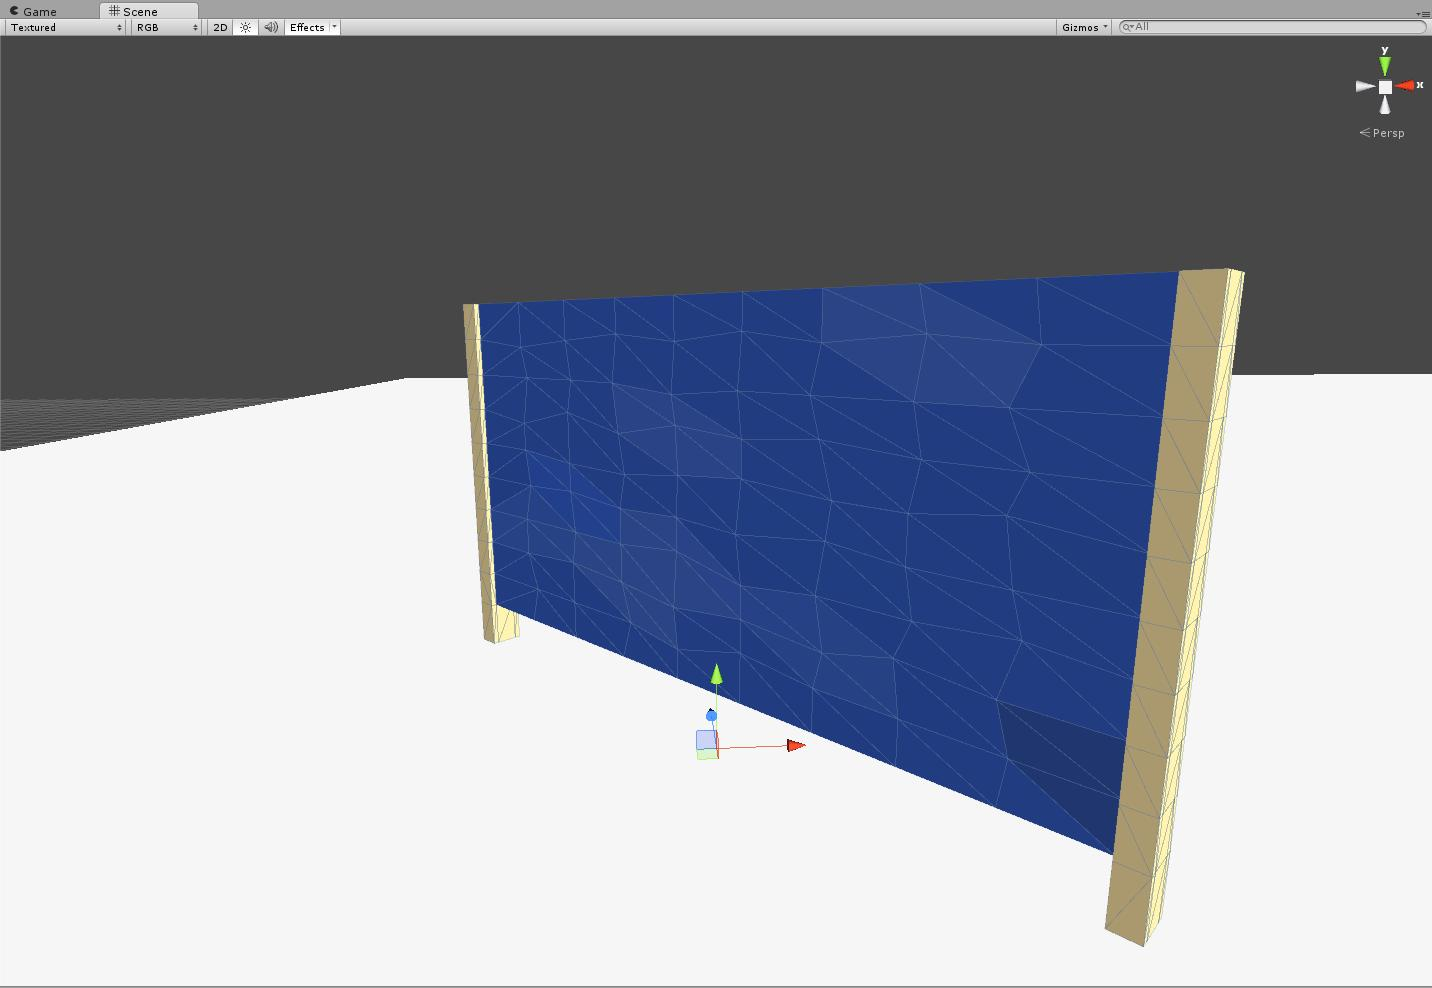 Game
Scene
Textured
RGB
2D
Effects
Gizmos
All
y
x
Persp